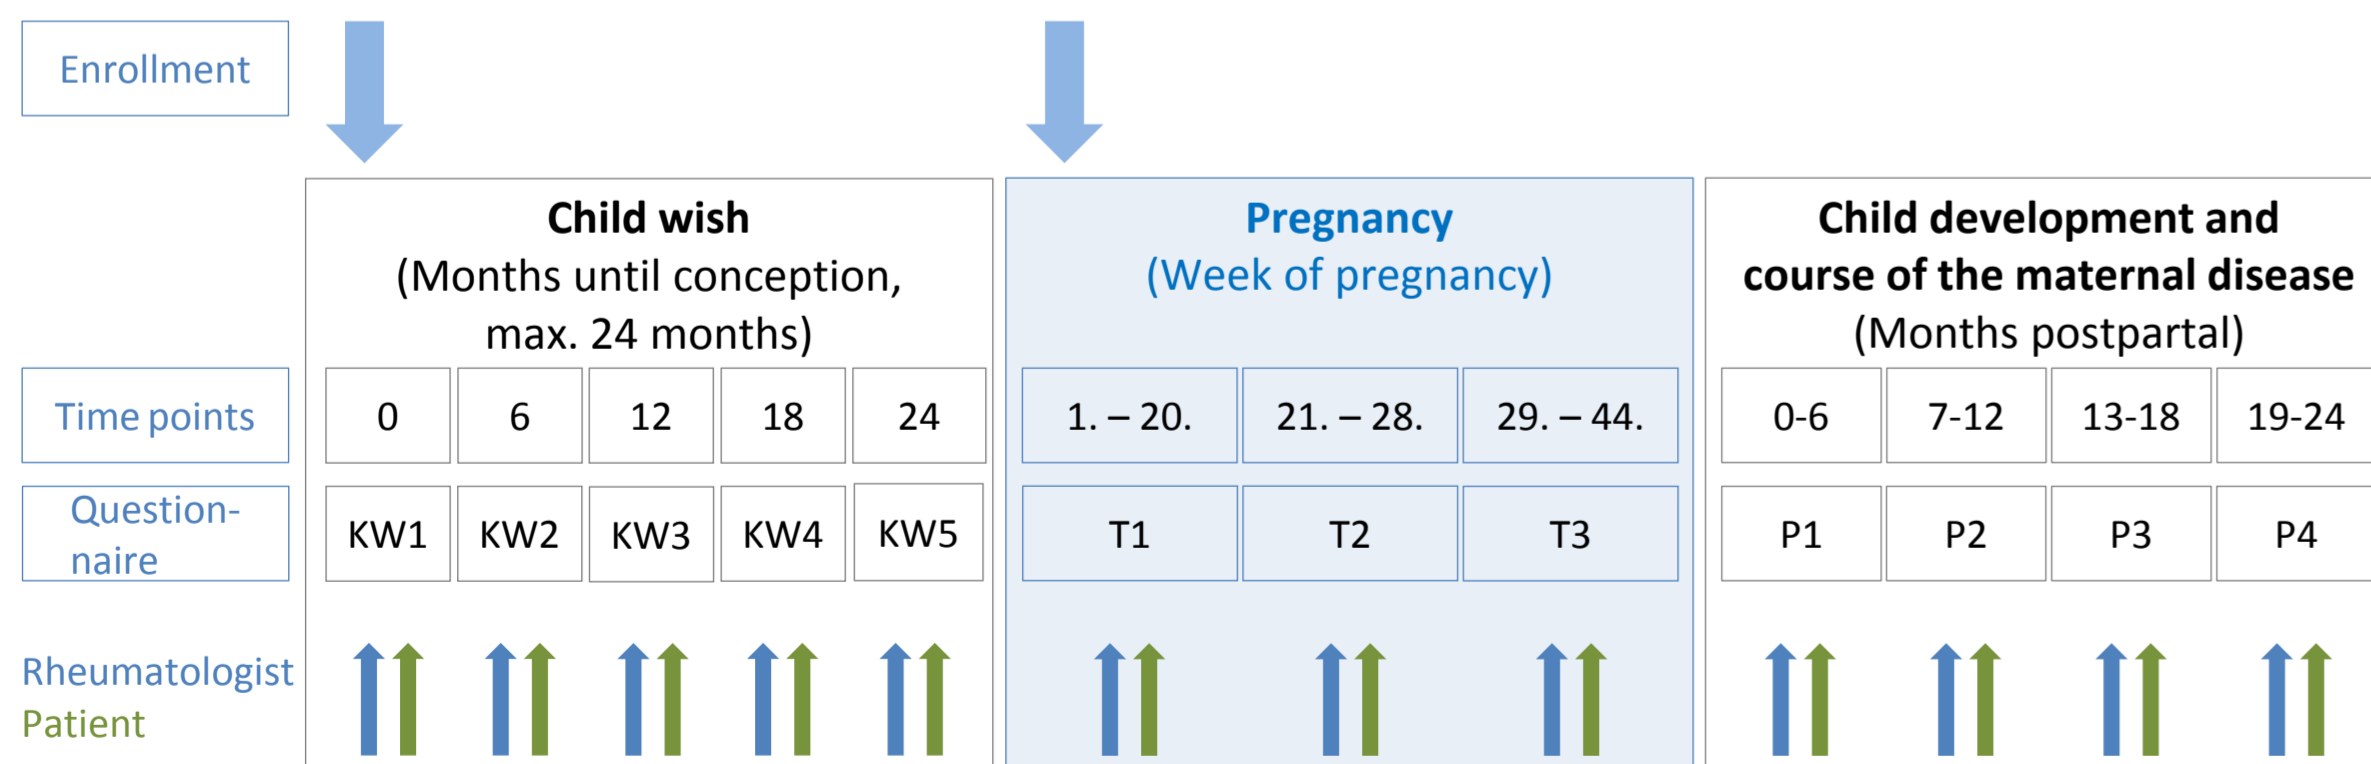 Enrollment
Child wish
(Months until conception,
max. 24 months)
Pregnancy
(Week of pregnancy)
Child development and
course of the maternal disease
(Months postpartal)
Time points
0 6 12 18 24 1. – 20. 21. – 28. 29. – 44. 0-6 7-12 13-18 19-24
Question-
naire
KW1 KW2 KW3 KW4 KW5 T1 T2 T3 P1 P2 P3 P4
Rheumatologist
Patient